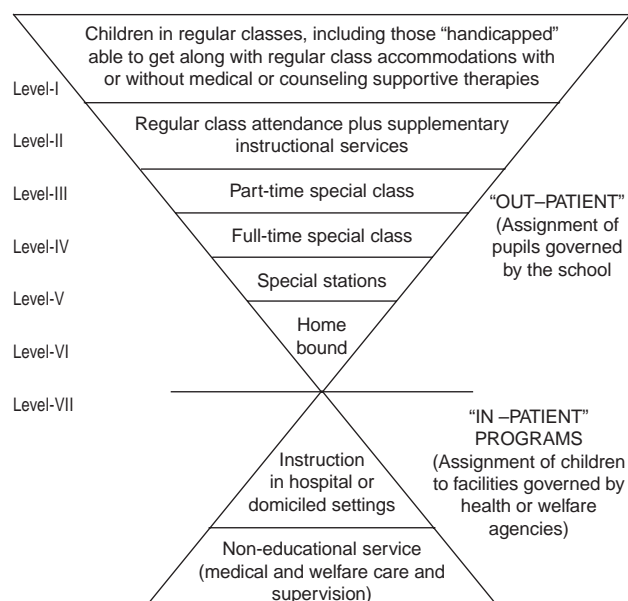 Children in regular classes, including those “handicapped”
able to get along with regular class accommodations with
or without medical or counseling supportive therapies
Level-I
Regular class attendance plus supplementary
instructional services
Level-II
Part-time special class
Level-III
Full-time special class
Level-IV
Special stations
Level-V
Home
bound
Level-VI
Level-VII
“OUT–PATIENT”
(Assignment of
pupils governed
by the school
“IN –PATIENT”
PROGRAMS
(Assignment of children
to facilities governed by
health or welfare
agencies)
Instruction
in hospital or
domiciled settings
Non-educational service
(medical and welfare care and
supervision)